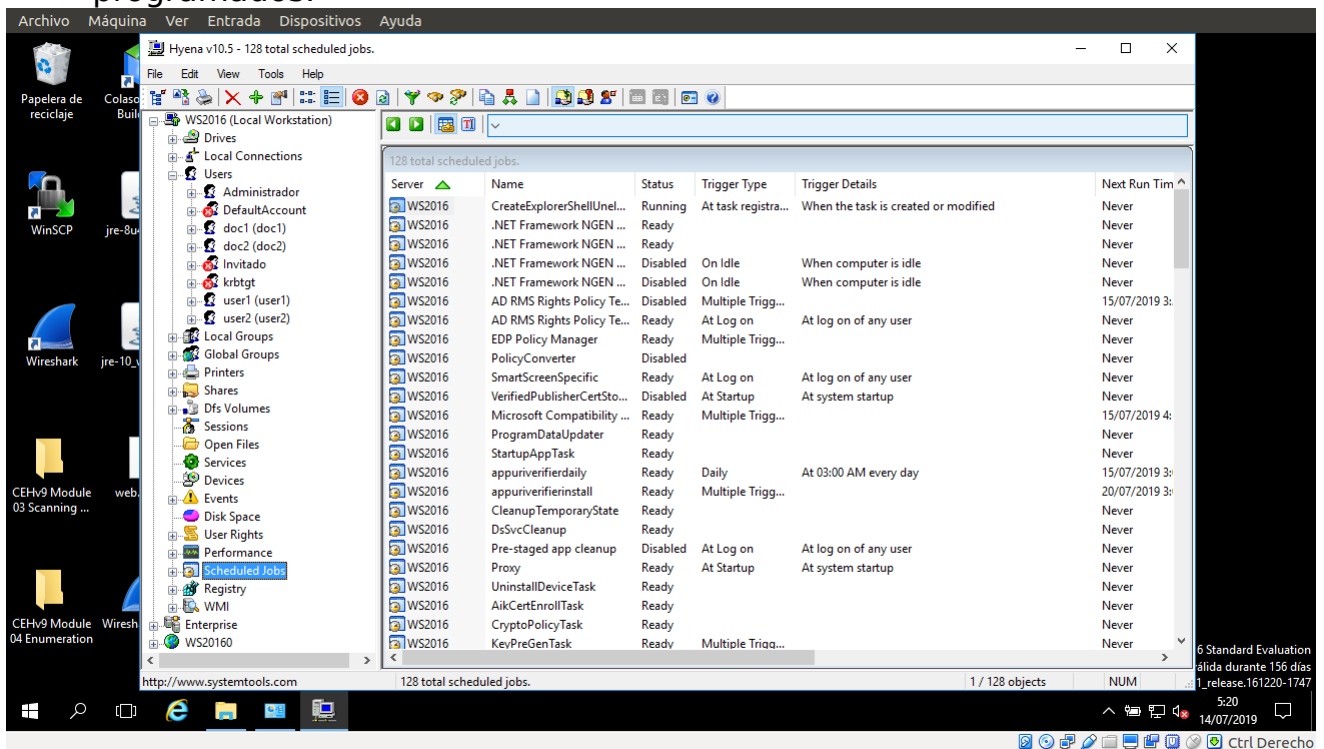 programados.
Archivo Máquina Ver Entrada Dispositivos Ayuda
Hyena v10.5 - 128 total scheduled jobs.
File Edit View Tools Help
Papelera de reciclaje
Colaso
Buil
WinSCP
jre-8u
Wireshark
jre-10_v
CEHv9 Module 03 Scanning ...
web.
CEHv9 Module 04 Enumeration
Wiresh
WS2016 (Local Workstation)
Drives
Local Connections
Users
Administrador
DefaultAccount
doc1 (doc1)
doc2 (doc2)
Invitado
krbtgt
user1 (user1)
user2 (user2)
Local Groups
Global Groups
Printers
Shares
Dfs Volumes
Sessions
Open Files
Services
Devices
Events
Disk Space
User Rights
Performance
Scheduled Jobs
Registry
WMI
Enterprise
WS20160
128 total scheduled jobs.
Server Name Status Trigger Type Trigger Details Next Run Tim
WS2016 CreateExplorerShellUnel... Running At task registra... When the task is created or modified Never
WS2016 .NET Framework NGEN ... Ready Never
WS2016 .NET Framework NGEN ... Ready Never
WS2016 .NET Framework NGEN ... Disabled On Idle When computer is idle Never
WS2016 .NET Framework NGEN ... Disabled On Idle When computer is idle Never
WS2016 AD RMS Rights Policy Te... Disabled Multiple Trigg... 15/07/2019 3:.
WS2016 AD RMS Rights Policy Te... Ready At Log on At log on of any user Never
WS2016 EDP Policy Manager Ready Multiple Trigg... Never
WS2016 PolicyConverter Disabled Never
WS2016 SmartScreenSpecific Ready At Log on At log on of any user Never
WS2016 VerifiedPublisherCertSto... Disabled At Startup At system startup Never
WS2016 Microsoft Compatibility ... Ready Multiple Trigg... 15/07/2019 4:
WS2016 ProgramDataUpdater Ready Never
WS2016 StartupAppTask Ready Never
WS2016 appuriverifierdaily Ready Daily At 03:00 AM every day 15/07/2019 3:
WS2016 appuriverifierinstall Ready Multiple Trigg... 20/07/2019 3:
WS2016 CleanupTemporaryState Ready Never
WS2016 DsSvcCleanup Ready Never
WS2016 Pre-staged app cleanup Disabled At Log on At log on of any user Never
WS2016 Proxy Ready At Startup At system startup Never
WS2016 UninstallDeviceTask Ready Never
WS2016 AikCertEnrollTask Ready Never
WS2016 CryptoPolicyTask Ready Never
WS2016 KeyPreGenTask Ready Multiple Trigg... Never
http://www.systemtools.com 128 total scheduled jobs. 1 / 128 objects NUM
6 Standard Evaluation
álida durante 156 días
1_release.161220-1747
5:20
14/07/2019
Ctrl Derecho